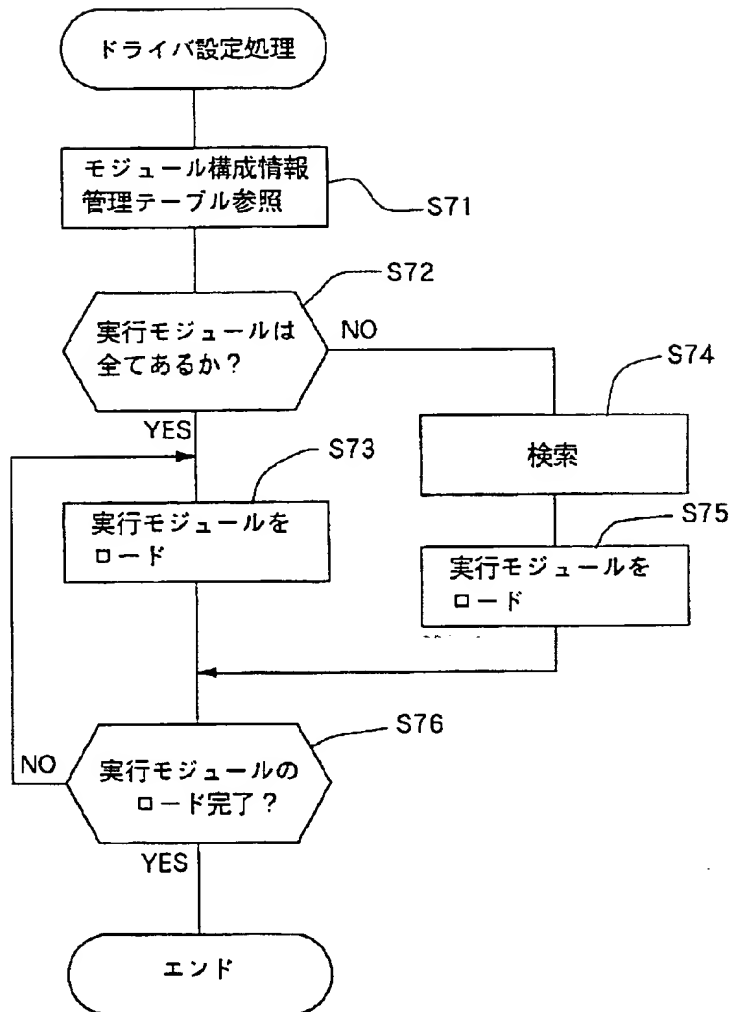 ドライバ設定処理
モジュール構成情報
管理テーブル参照
S71
S72
実行モジュールは
全てあるか?
NO
YES
S74
検索
S73
実行モジュールを
ロード
S75
実行モジュールを
ロード
S76
実行モジュールの
ロード完了?
NO
YES
エンド